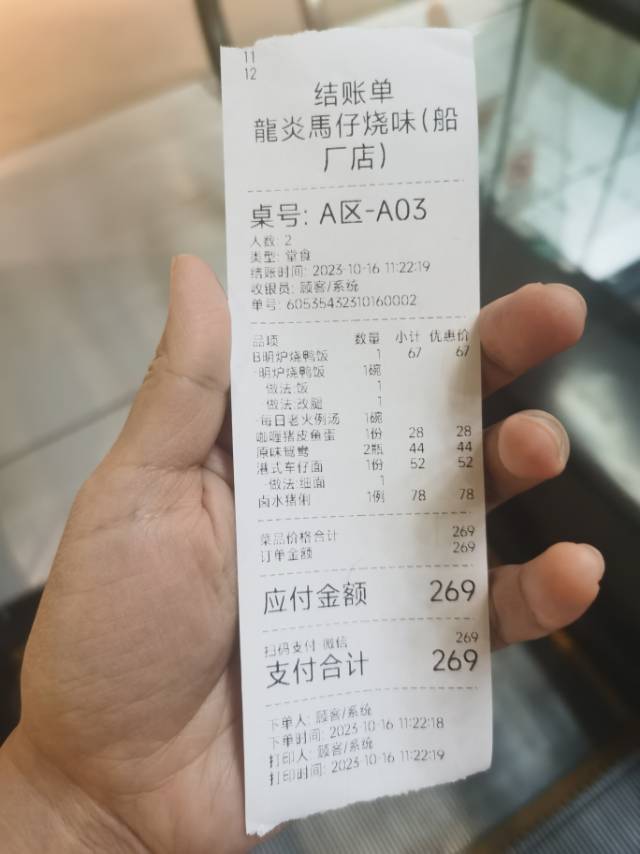 11
12
结账单
龍炎馬仔烧味(船
厂店)
桌号: A区-A03
人数: 2
类型: 堂食
结账时间: 2023-10-16 11:22:19
收银员: 顾客/系统
单号: 60535432310160002
品项 数量 小计 优惠价
B明炉烧鸭饭 1 67 67
-明炉烧鸭饭 1碗
做法:饭 1
做法:改腿 1
-每日老火例汤 1碗
咖喱猪皮鱼蛋 1份 28 28
原味鸳鸯 2瓶 44 44
港式车仔面 1份 52 52
-做法:细面 1
卤水猪脷 1例 78 78
菜品价格合计 269
订单金额 269
应付金额 269
扫码支付 微信 269
支付合计 269
下单人: 顾客/系统
下单时间: 2023-10-16 11:22:18
打印人: 顾客/系统
打印时间: 2023-10-16 11:22:19